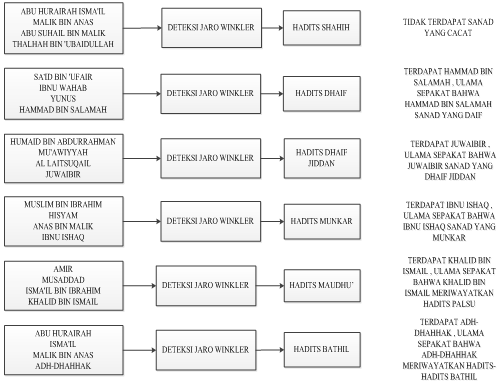 ABU HURAIRAH ISMA'IL
MALIK BIN ANAS
ABU SUHAIL BIN MALIK
THALHAH BIN 'UBAIDULLAH
DETEKSI JARO WINKLER
HADITS SHAHIH
TIDAK TERDAPAT SANAD
YANG CACAT
SA'ID BIN 'UFAIR
IBNU WAHAB
YUNUS
HAMMAD BIN SALAMAH
DETEKSI JARO WINKLER
HADITS DHAIF
TERDAPAT HAMMAD BIN
SALAMAH , ULAMA
SEPAKAT BAHWA
HAMMAD BIN SALAMAH
SANAD YANG DAIF
HUMAID BIN ABDURRAHMAN
MU'AWIYYAH
AL LAITSUQAIL
JUWAIBIR
DETEKSI JARO WINKLER
HADITS DHAIF
JIDDAN
TERDAPAT JUWAIBIR ,
ULAMA SEPAKAT BAHWA
JUWAIBIR SANAD YANG
DHAIF JIDDAN
MUSLIM BIN IBRAHIM
HISYAM
ANAS BIN MALIK
IBNU ISHAQ
DETEKSI JARO WINKLER
HADITS MUNKAR
TERDAPAT IBNU ISHAQ ,
ULAMA SEPAKAT BAHWA
IBNU ISHAQ SANAD YANG
MUNKAR
AMIR
MUSADDAD
ISMA'IL BIN IBRAHIM
KHALID BIN ISMAIL
DETEKSI JARO WINKLER
HADITS MAUDHU'
TERDAPAT KHALID BIN
ISMAIL , ULAMA SEPAKAT
BAHWA KHALID BIN
ISMAIL MERIWAYATKAN
HADITS PALSU
ABU HURAIRAH
ISMA'IL
MALIK BIN ANAS
ADH-DHAHHAK
DETEKSI JARO WINKLER
HADITS BATHIL
TERDAPAT ADH-
DHAHHAK , ULAMA
SEPAKAT BAHWA
ADH-DHAHHAK
MERIWAYATKAN HADITS-
HADITS BATHIL